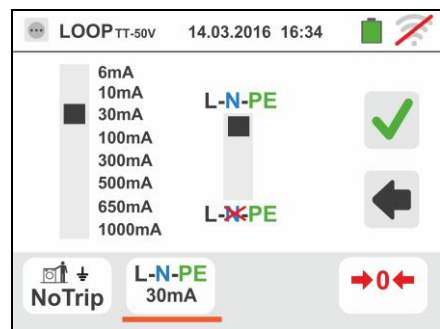 LOOP TT-50V 14.03.2016 16:34
6mA
10mA
30mA
100mA
300mA
500mA
650mA
1000mA
L-N-PE
L-N-PE
NoTrip
L-N-PE
30mA
→0←